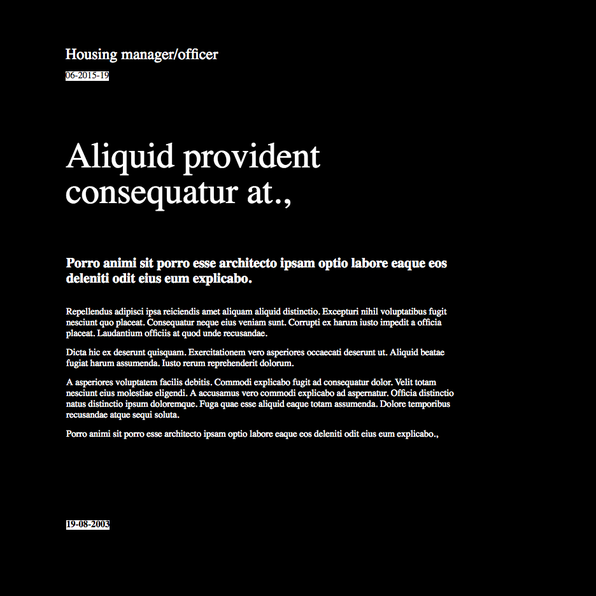 Housing manager/officer
06-2015-19
Aliquid provident
consequatur at.,
Porro animi sit porro esse architecto ipsam optio labore eaque eos
deleniti odit eius eum explicabo.
Repellendus adipisci ipsa reiciendis amet aliquam aliquid distinctio. Excepturi nihil voluptatibus fugit
nesciunt quo placeat. Consequatur neque eius veniam sunt. Corrupti ex harum iusto impedit a officia
placeat. Laudantium officiis at quod unde recusandae.
Dicta hic ex deserunt quisquam. Exercitationem vero asperiores occaecati deserunt ut. Aliquid beatae
fugiat harum assumenda. Iusto rerum reprehenderit dolorum.
A asperiores voluptatem facilis debitis. Commodi explicabo fugit ad consequatur dolor. Velit totam
nesciunt eius molestiae eligendi. A accusamus vero commodi explicabo ad aspernatur. Officia distinctio
natus distinctio ipsum doloremque. Fuga quae esse aliquid eaque totam assumenda. Dolore temporibus
recusandae atque sequi soluta.
Porro animi sit porro esse architecto ipsam optio labore eaque eos deleniti odit eius eum explicabo.,
19-08-2003